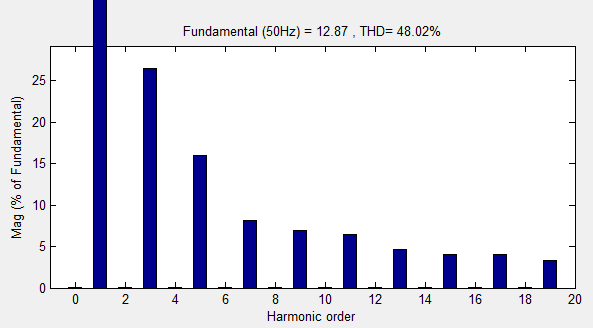 Fundamental (50Hz) = 12.87 , THD= 48.02%
25
20
15
10
5
0
Mag (% of Fundamental)
0 2 4 6 8 10 12 14 16 18 20
Harmonic order